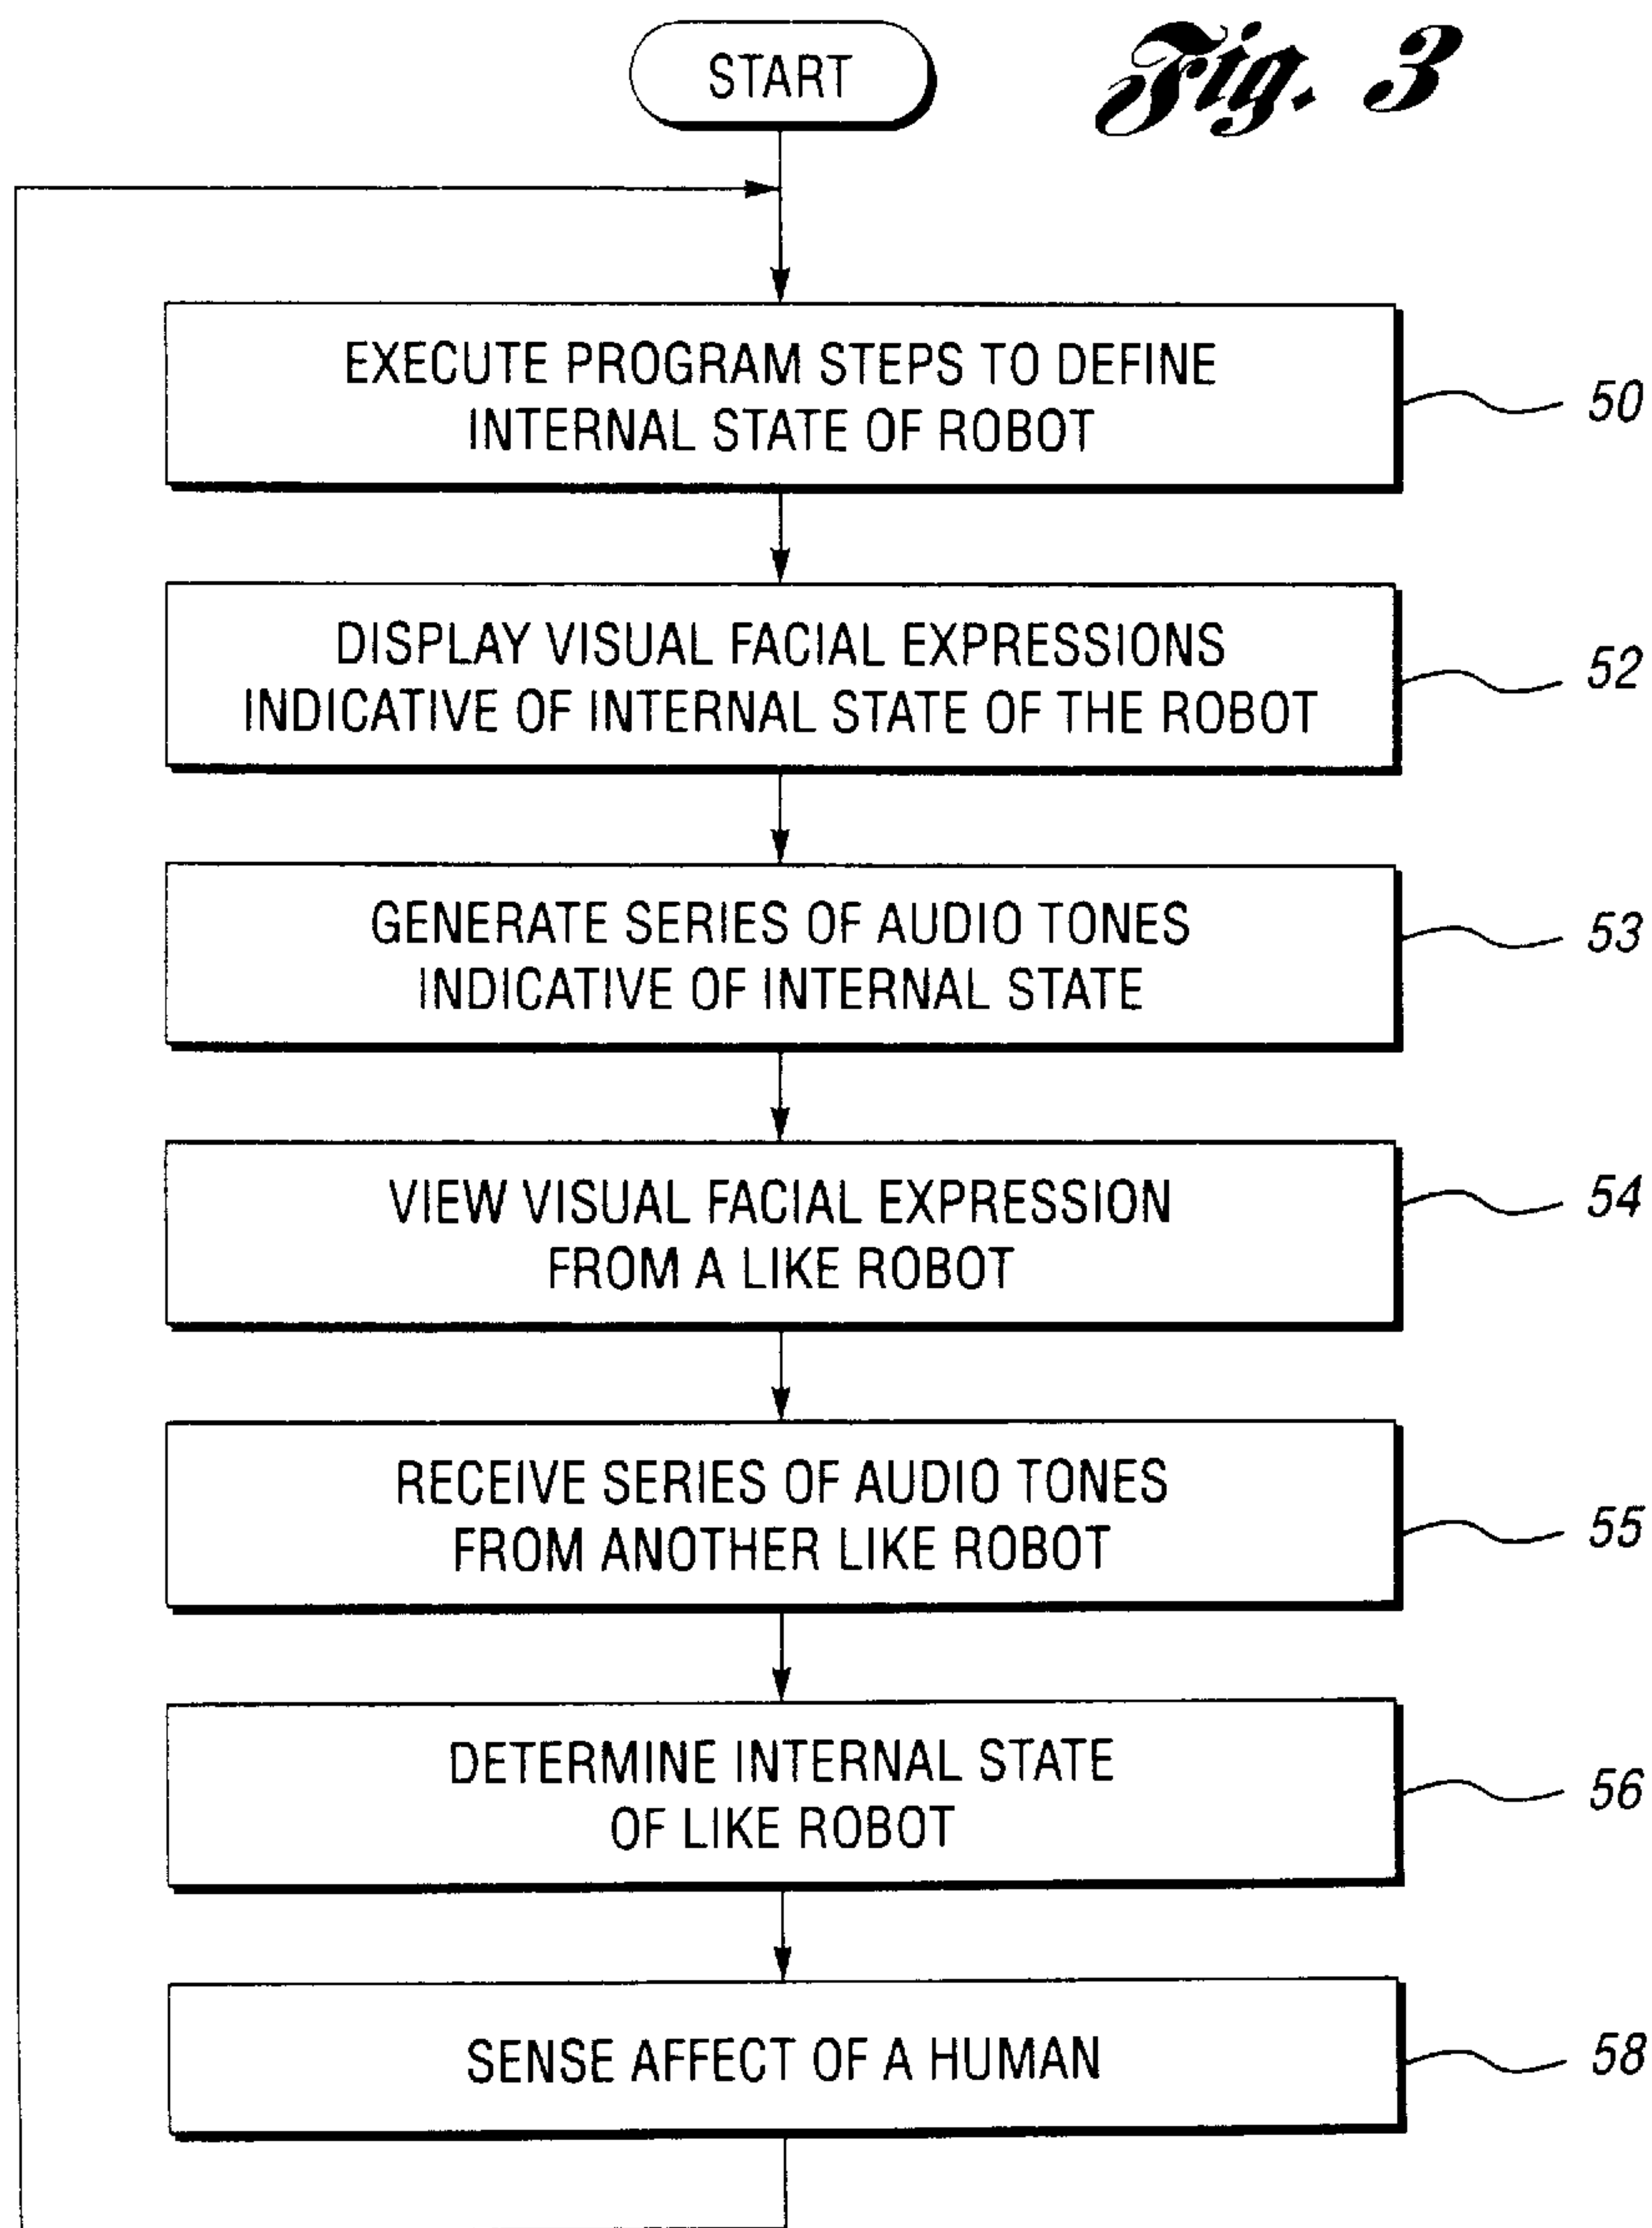 START
Fig. 3
EXECUTE PROGRAM STEPS TO DEFINE
INTERNAL STATE OF ROBOT
50
DISPLAY VISUAL FACIAL EXPRESSIONS
INDICATIVE OF INTERNAL STATE OF THE ROBOT
52
GENERATE SERIES OF AUDIO TONES
INDICATIVE OF INTERNAL STATE
53
VIEW VISUAL FACIAL EXPRESSION
FROM A LIKE ROBOT
54
RECEIVE SERIES OF AUDIO TONES
FROM ANOTHER LIKE ROBOT
55
DETERMINE INTERNAL STATE
OF LIKE ROBOT
56
SENSE AFFECT OF A HUMAN
58